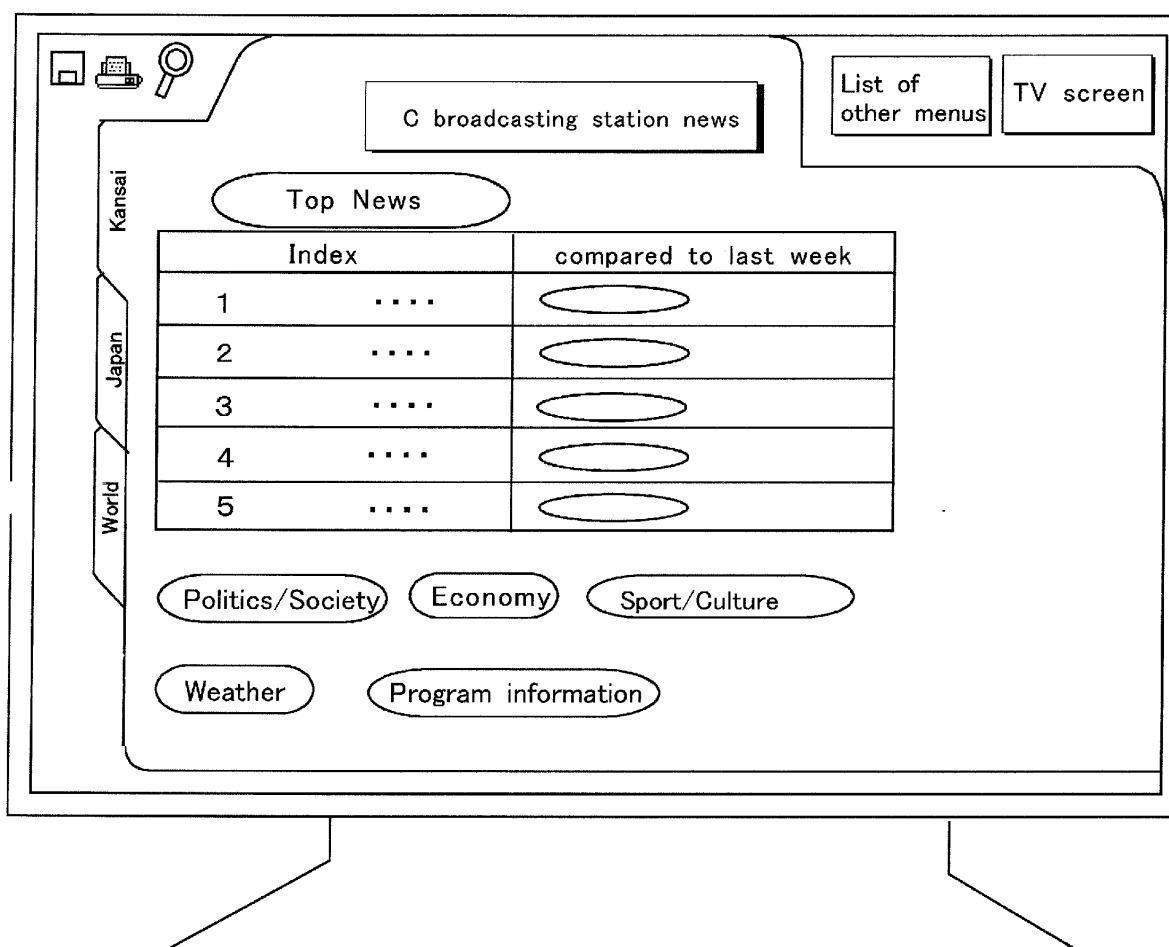 List of
other menus
TV screen
C broadcasting station news
Kansai
Japan
World
Top News
Index compared to last week
1 ....
2 ....
3 ....
4 ....
5 ....
Politics/Society Economy Sport/Culture
Weather Program information